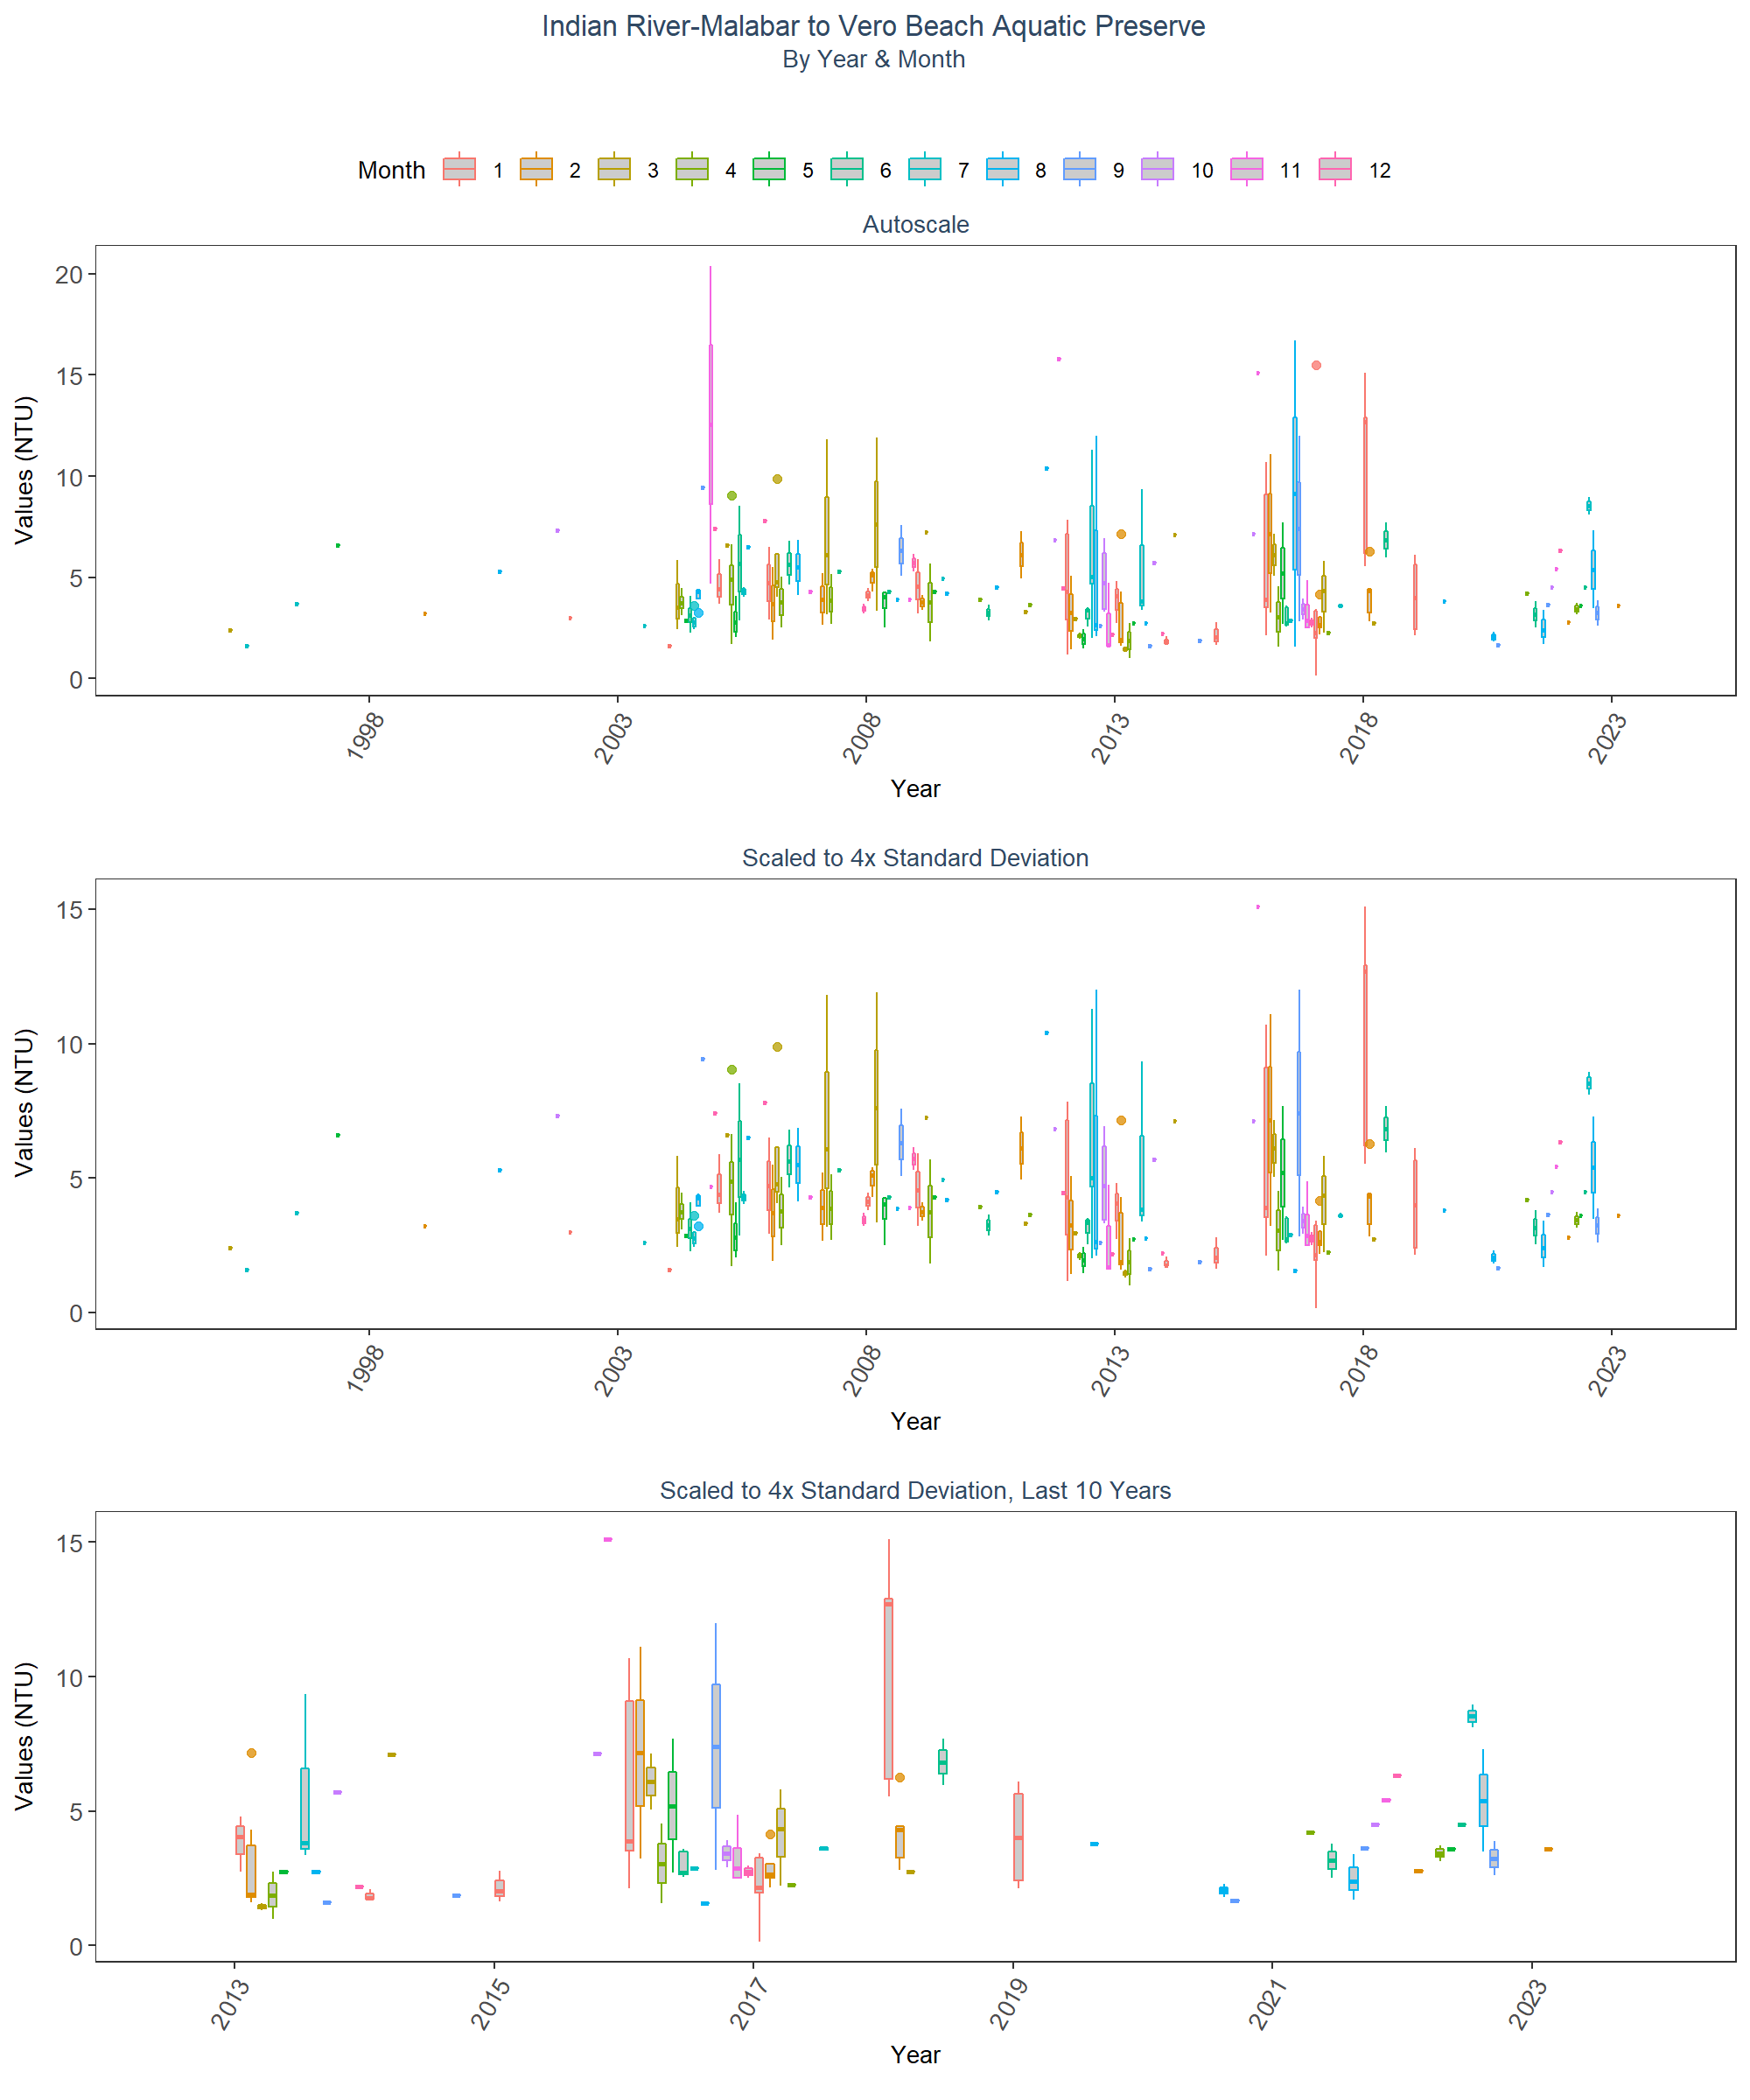 Indian River-Malabar to Vero Beach Aquatic Preserve
By Year & Month
Month 1 2 3 4 5 6 7 8 9 10 11 12
Autoscale
Values (NTU)
20
15
10
5
0
1998 2003 2008 2013 2018 2023
Year
Scaled to 4x Standard Deviation
Values (NTU)
15
10
5
0
1998 2003 2008 2013 2018 2023
Year
Scaled to 4x Standard Deviation, Last 10 Years
Values (NTU)
15
10
5
0
2013 2015 2017 2019 2021 2023
Year